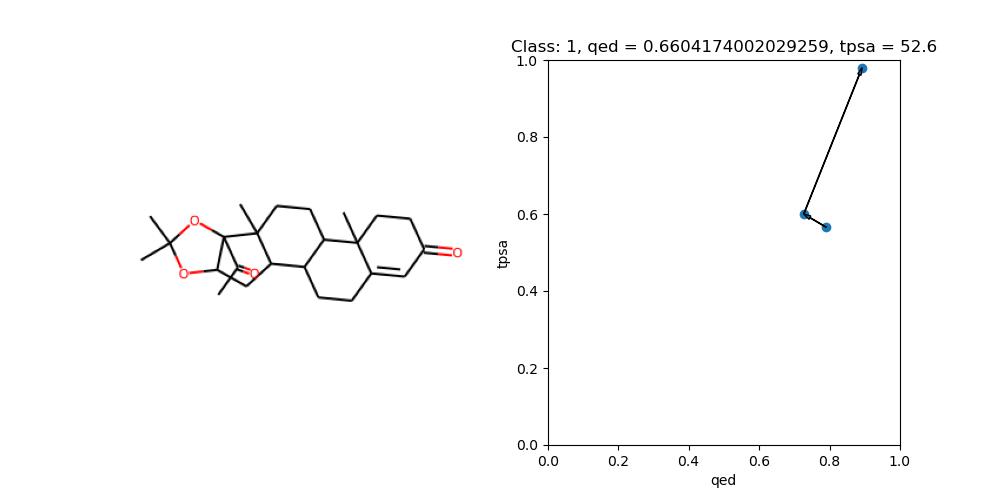 Class: 1, qed = 0.6604174002029259, tpsa = 52.6
1.0
0.8
0.6
0.4
0.2
0.0
tpsa
0.0 0.2 0.4 0.6 0.8 1.0
qed
O
O
O
O